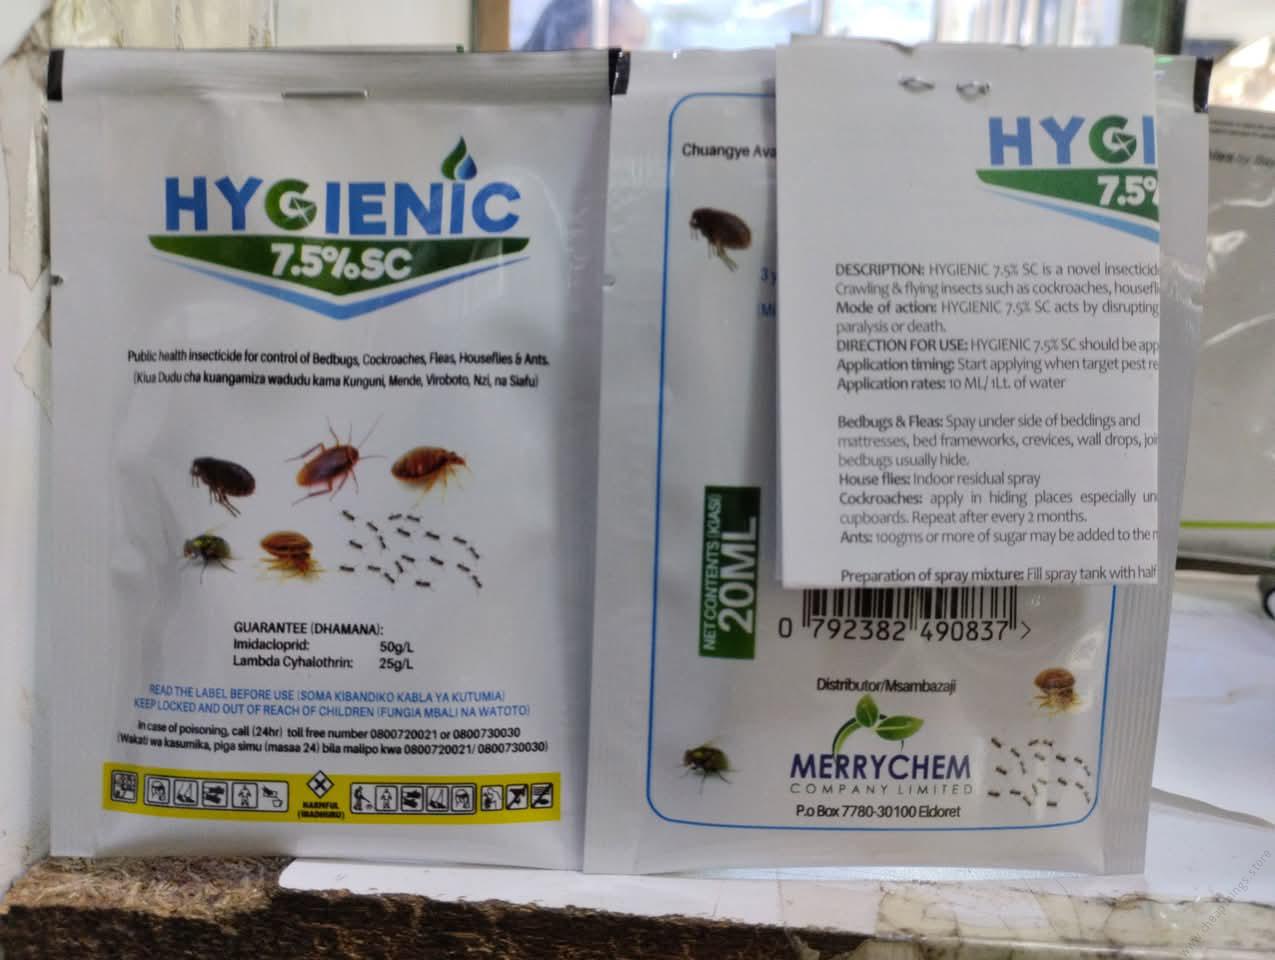 HYGIENIC
7.5%SC
Public health insecticide for control of Bedbugs, Cockroaches, Fleas, Houseflies & Ants.
(Kiua Dudu cha kuangamiza wadudu kama Kunguni, Mende, Viroboto, Nzi, na Siafu)
GUARANTEE (DHAMANA):
Imidacloprid: 50g/L
Lambda Cyhalothrin: 25g/L
READ THE LABEL BEFORE USE (SOMA KIBANDIKO KABLA YA KUTUMIA)
KEEP LOCKED AND OUT OF REACH OF CHILDREN (FUNGIA MBALI NA WATOTO)
in case of poisoning, call (24hr) toll free number 0800720021 or 0800730030
(Wakati wa kasumika, piga simu (masaa 24) bila malipo kwa 0800720021/ 0800730030)
HARMFUL
Chuangye Ava
3 y
NET CONTENTS (KIASI)
20ML
HYGI
7.5%
DESCRIPTION: HYGIENIC 7.5% SC is a novel insecticid
Crawling & flying insects such as cockroaches, housefl
Mode of action: HYGIENIC 7.5% SC acts by disrupting
paralysis or death.
DIRECTION FOR USE: HYGIENIC 7.5% SC should be app
Application timing: Start applying when target pest re
Application rates: 10 ML/ 1Lt. of water
Bedbugs & Fleas: Spay under side of beddings and
mattresses, bed frameworks, crevices, wall drops, joi
bedbugs usually hide.
House flies: Indoor residual spray
Cockroaches: apply in hiding places especially un
cupboards. Repeat after every 2 months.
Ants: 100gms or more of sugar may be added to the
Preparation of spray mixture: Fill spray tank with half
0 792382 490837 >
Distributor/Msambazaji
MERRYCHEM
COMPANY LIMITED
P.o Box 7780-30100 Eldoret